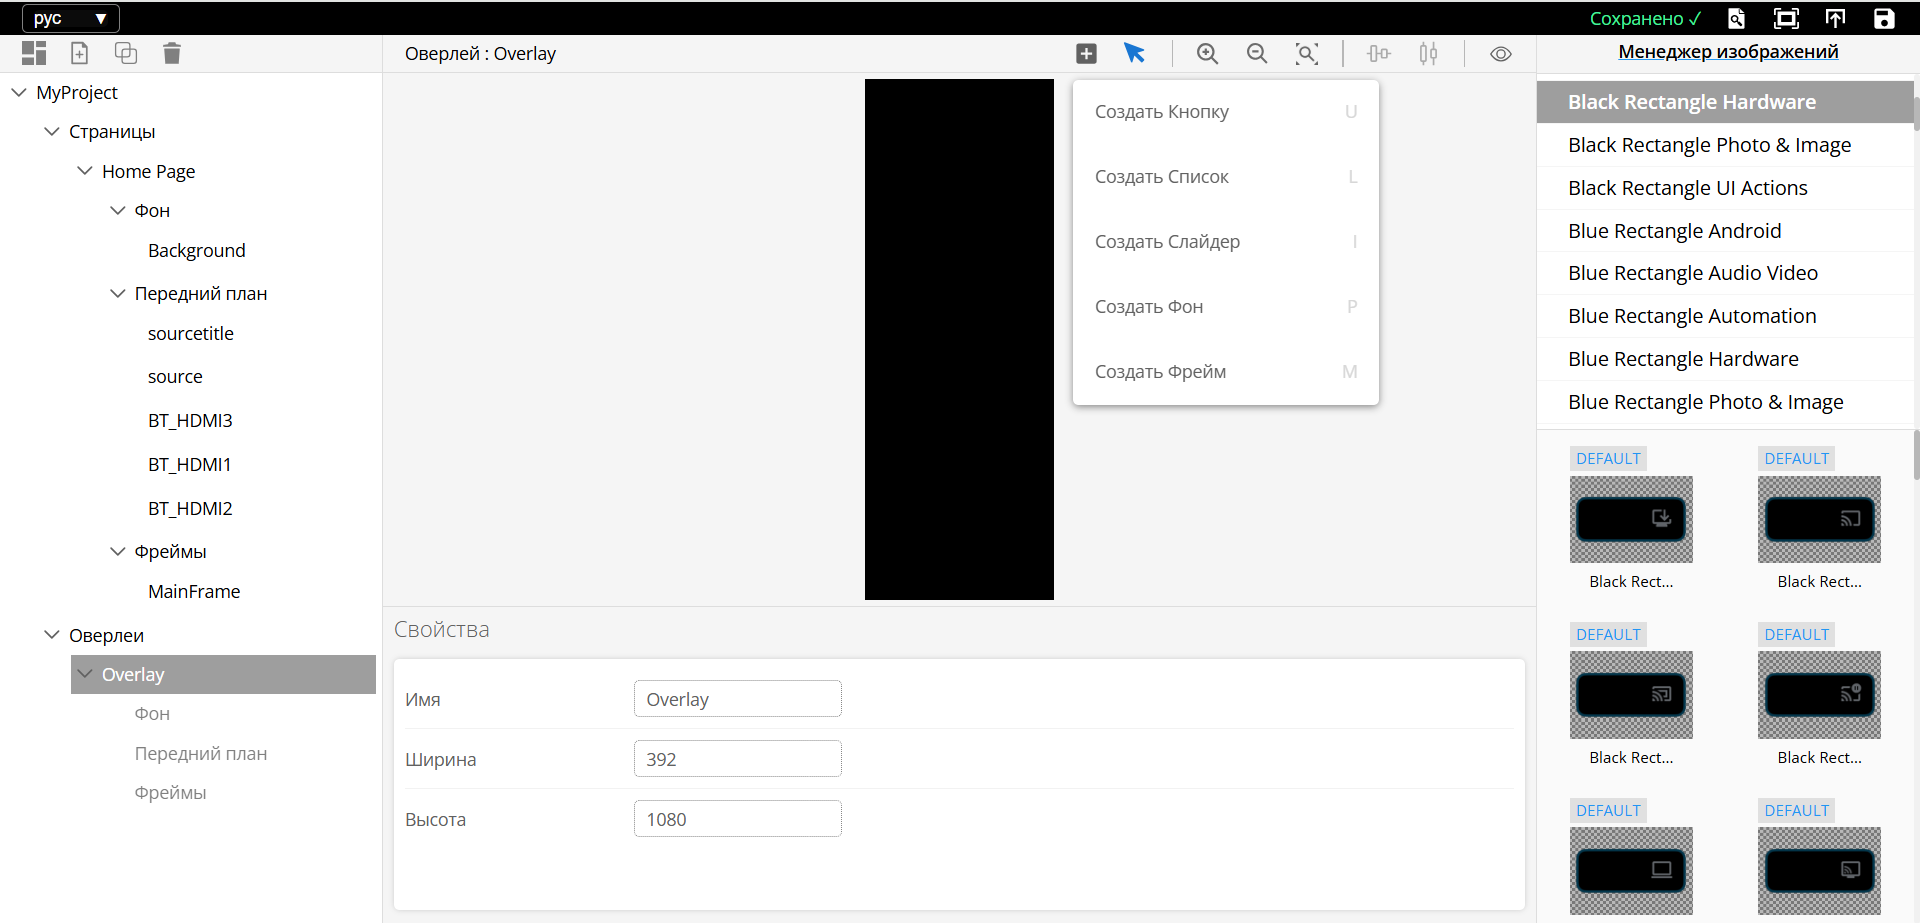 рус ▼
Сохранено ✓
Оверлей : Overlay
Менеджер изображений
MyProject
Страницы
Home Page
Фон
Background
Передний план
sourcetitle
source
BT_HDMI3
BT_HDMI1
BT_HDMI2
Фреймы
MainFrame
Оверлеи
Overlay
Фон
Передний план
Фреймы
Создать Кнопку U
Создать Список L
Создать Слайдер I
Создать Фон P
Создать Фрейм M
Свойства
Имя Overlay
Ширина 392
Высота 1080
Black Rectangle Hardware
Black Rectangle Photo & Image
Black Rectangle UI Actions
Blue Rectangle Android
Blue Rectangle Audio Video
Blue Rectangle Automation
Blue Rectangle Hardware
Blue Rectangle Photo & Image
DEFAULT DEFAULT
Black Rect... Black Rect...
DEFAULT DEFAULT
Black Rect... Black Rect...
DEFAULT DEFAULT